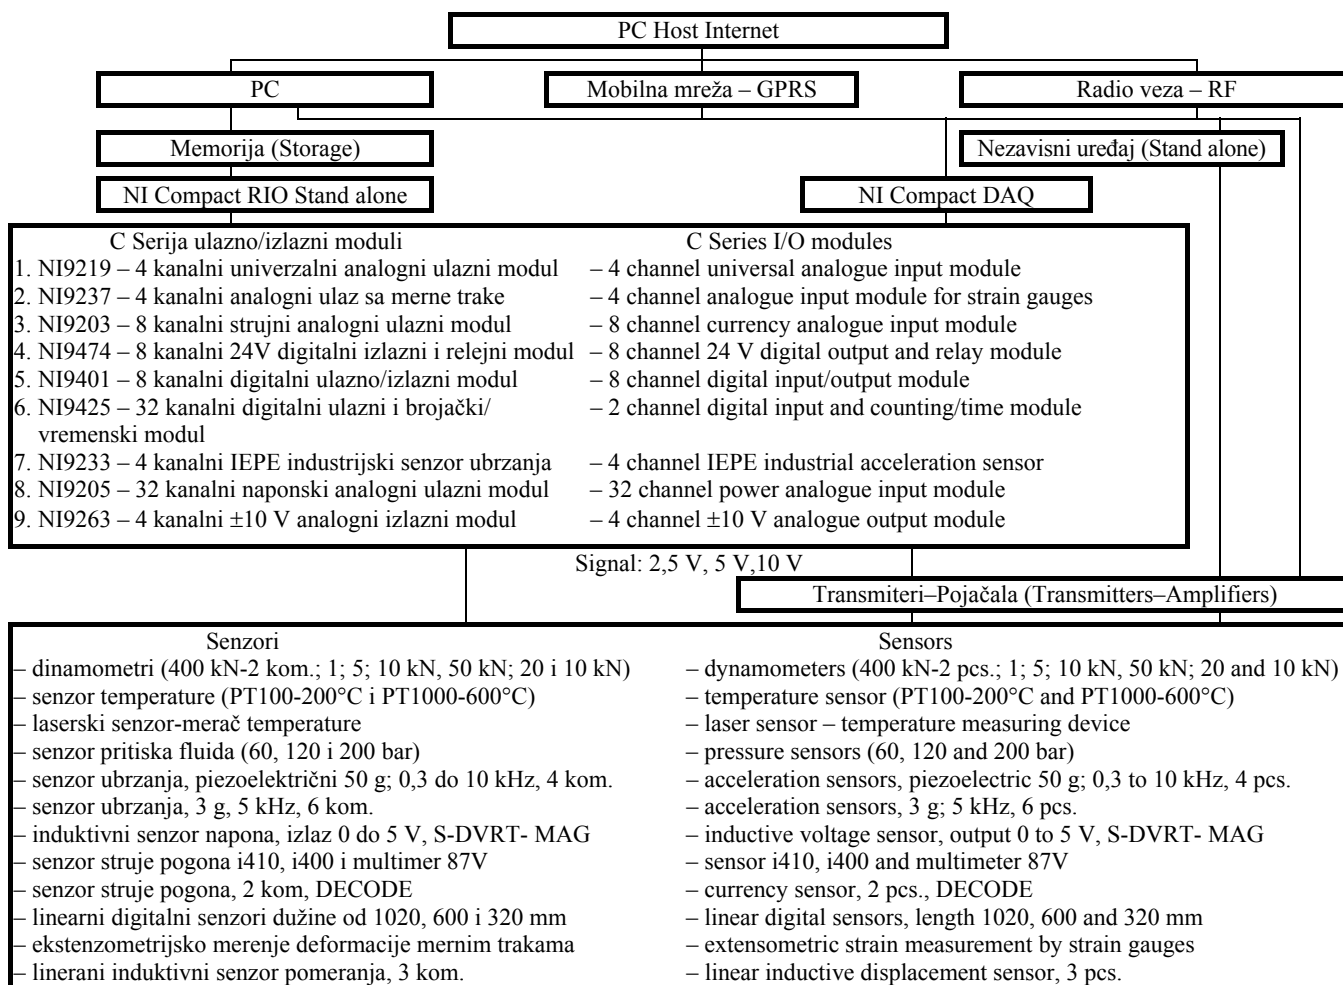 PC Host Internet
PC
Mobilna mreža – GPRS
Radio veza – RF
Memorija (Storage)
Nezavisni uređaj (Stand alone)
NI Compact RIO Stand alone
NI Compact DAQ
C Serija ulazno/izlazni moduli
C Series I/O modules
1. NI9219 – 4 kanalni univerzalni analogni ulazni modul
– 4 channel universal analogue input module
2. NI9237 – 4 kanalni analogni ulaz sa merne trake
– 4 channel analogue input module for strain gauges
3. NI9203 – 8 kanalni strujni analogni ulazni modul
– 8 channel currency analogue input module
4. NI9474 – 8 kanalni 24V digitalni izlazni i relejni modul
– 8 channel 24 V digital output and relay module
5. NI9401 – 8 kanalni digitalni ulazno/izlazni modul
– 8 channel digital input/output module
6. NI9425 – 32 kanalni digitalni ulazni i brojački/
– 2 channel digital input and counting/time module
vremenski modul
7. NI9233 – 4 kanalni IEPE industrijski senzor ubrzanja
– 4 channel IEPE industrial acceleration sensor
8. NI9205 – 32 kanalni naponski analogni ulazni modul
– 32 channel power analogue input module
9. NI9263 – 4 kanalni ±10 V analogni izlazni modul
– 4 channel ±10 V analogue output module
Signal: 2,5 V, 5 V,10 V
Transmiteri–Pojačala (Transmitters–Amplifiers)
Senzori
Sensors
– dinamometri (400 kN-2 kom.; 1; 5; 10 kN, 50 kN; 20 i 10 kN)
– dynamometers (400 kN-2 pcs.; 1; 5; 10 kN, 50 kN; 20 and 10 kN)
– senzor temperature (PT100-200°C i PT1000-600°C)
– temperature sensor (PT100-200°C and PT1000-600°C)
– laserski senzor-merač temperature
– laser sensor – temperature measuring device
– senzor pritiska fluida (60, 120 i 200 bar)
– pressure sensors (60, 120 and 200 bar)
– senzor ubrzanja, piezoelektrični 50 g; 0,3 do 10 kHz, 4 kom.
– acceleration sensors, piezoelectric 50 g; 0,3 to 10 kHz, 4 pcs.
– senzor ubrzanja, 3 g, 5 kHz, 6 kom.
– acceleration sensors, 3 g; 5 kHz, 6 pcs.
– induktivni senzor napona, izlaz 0 do 5 V, S-DVRT- MAG
– inductive voltage sensor, output 0 to 5 V, S-DVRT- MAG
– senzor struje pogona i410, i400 i multimer 87V
– sensor i410, i400 and multimeter 87V
– senzor struje pogona, 2 kom, DECODE
– currency sensor, 2 pcs., DECODE
– linearni digitalni senzori dužine od 1020, 600 i 320 mm
– linear digital sensors, length 1020, 600 and 320 mm
– ekstenzometrijsko merenje deformacije mernim trakama
– extensometric strain measurement by strain gauges
– linerani induktivni senzor pomeranja, 3 kom.
– linear inductive displacement sensor, 3 pcs.